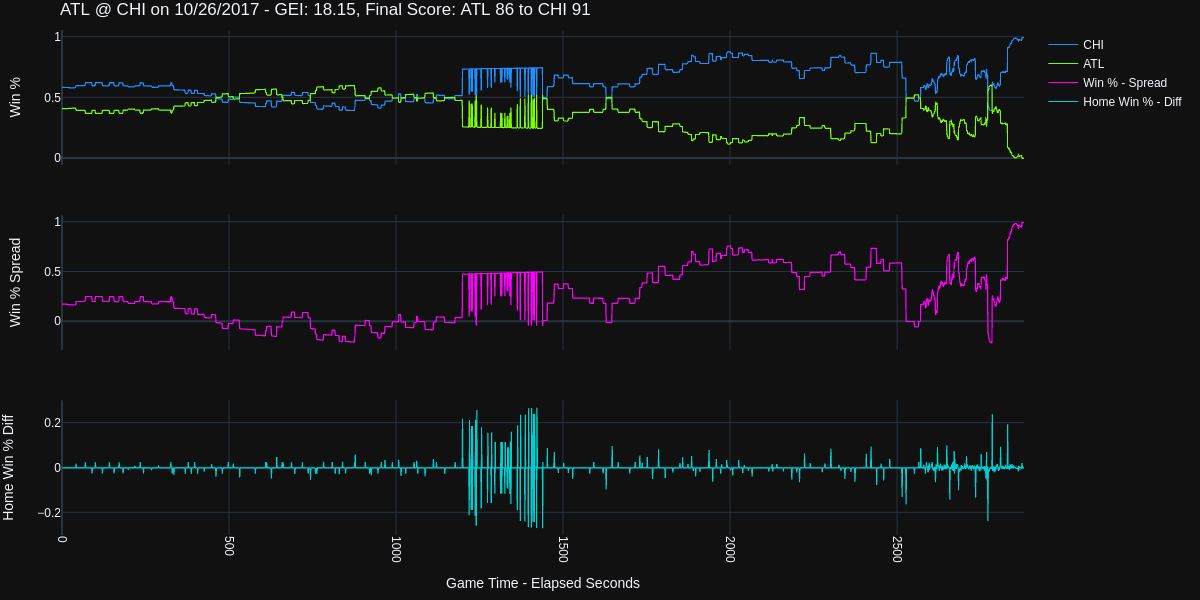 ATL @ CHI on 10/26/2017 - GEI: 18.15, Final Score: ATL 86 to CHI 91
1
0.5
0
Win %
CHI
ATL
Win % - Spread
Home Win % - Diff
1
0.5
0
Win % Spread
0.2
0
−0.2
Home Win % Diff
0
500
1000
1500
2000
2500
Game Time - Elapsed Seconds